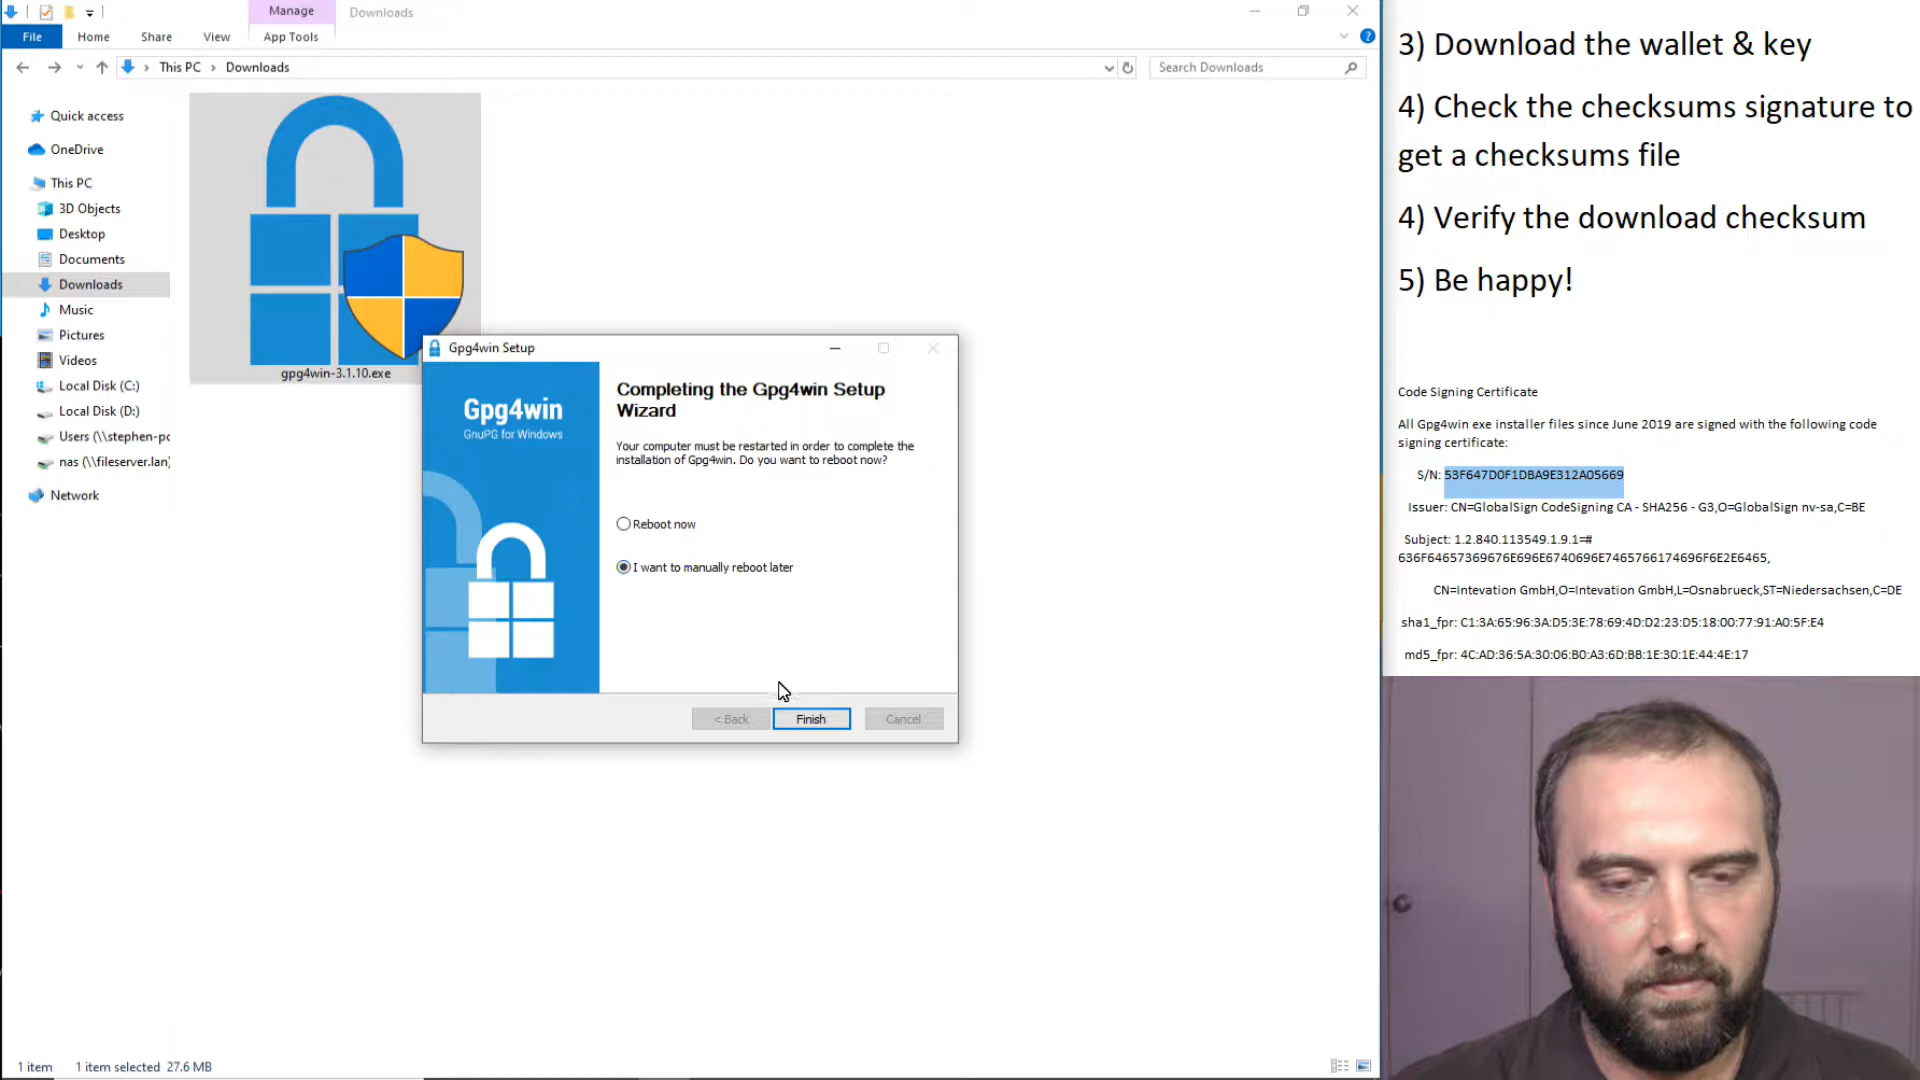 Manage
Downloads
File
Home
Share
View
App Tools
This PC
Downloads
Search Downloads
Quick access
OneDrive
This PC
3D Objects
Desktop
Documents
Downloads
Music
Pictures
Videos
Local Disk (C:)
Local Disk (D:)
Users (\\stephen-pc
nas (\\fileserver.lan)
Network
gpg4win-3.1.10.exe
Gpg4win Setup
Gpg4win
GnuPG for Windows
Completing the Gpg4win Setup
Wizard
Your computer must be restarted in order to complete the
installation of Gpg4win. Do you want to reboot now?
Reboot now
I want to manually reboot later
< Back
Finish
Cancel
1 item
1 item selected 27.6 MB
3) Download the wallet & key
4) Check the checksums signature to
get a checksums file
4) Verify the download checksum
5) Be happy!
Code Signing Certificate
All Gpg4win exe installer files since June 2019 are signed with the following code
signing certificate:
S/N: 53F647D0F1DBA9E312A05669
Issuer: CN=GlobalSign CodeSigning CA - SHA256 - G3,O=GlobalSign nv-sa,C=BE
Subject: 1.2.840.113549.1.9.1=#
636F64657369676E696E6740696E7465766174696F6E2E6465,
CN=Intevation GmbH,O=Intevation GmbH,L=Osnabrueck,ST=Niedersachsen,C=DE
sha1_fpr: C1:3A:65:96:3A:D5:3E:78:69:4D:D2:23:D5:18:00:77:91:A0:5F:E4
md5_fpr: 4C:AD:36:5A:30:06:B0:A3:6D:BB:1E:30:1E:44:4E:17